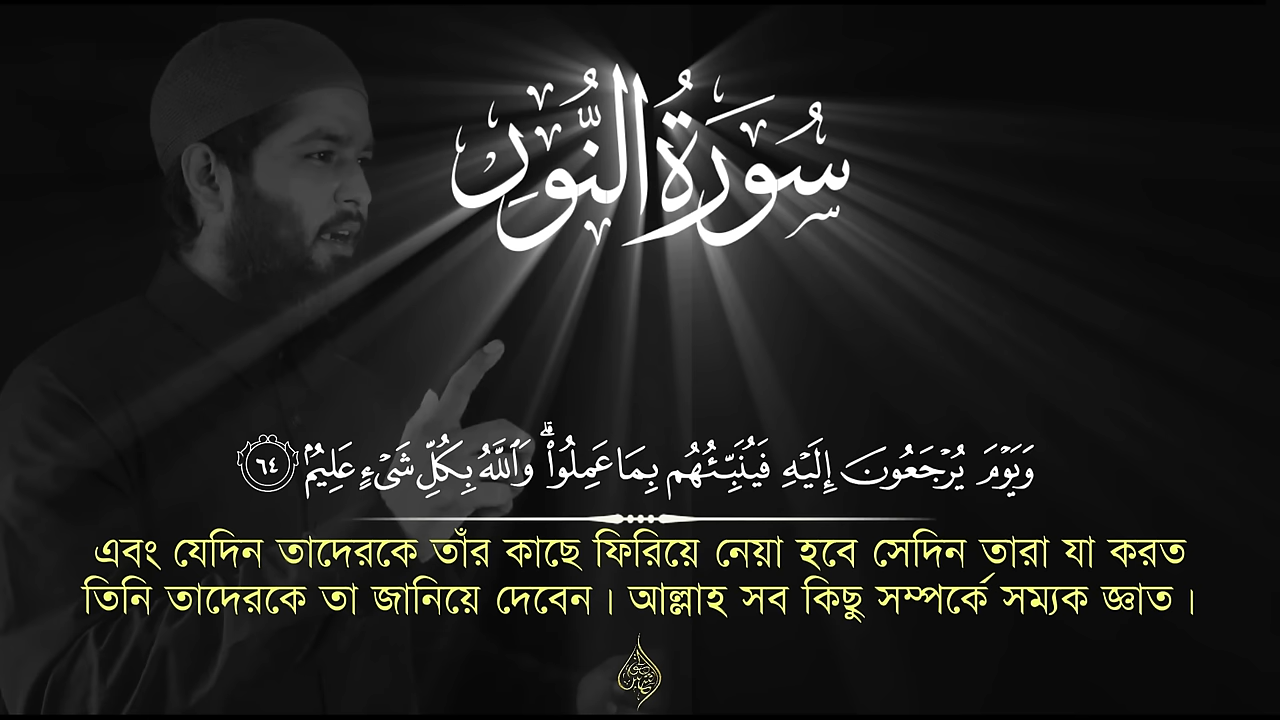 سُورَةُ النُّورِ
وَيَوْمَ يُرْجَعُونَ إِلَيْهِ فَيُنَبِّئُهُم بِمَا عَمِلُوا۟ ۗ وَٱللَّهُ بِكُلِّ شَىْءٍ عَلِيمٌۢ ٦٤
এবং যেদিন তাদেরকে তাঁর কাছে ফিরিয়ে নেয়া হবে সেদিন তারা যা করত
তিনি তাদেরকে তা জানিয়ে দেবেন। আল্লাহ সব কিছু সম্পর্কে সম্যক জ্ঞাত।